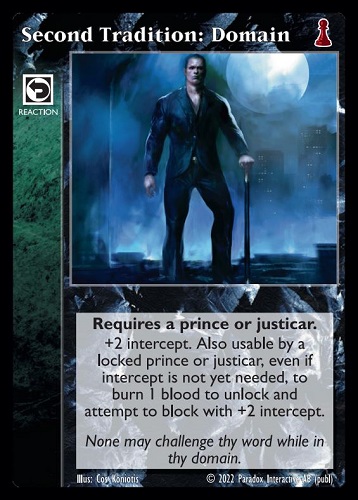 Second Tradition: Domain
REACTION
Requires a prince or justicar.
+2 intercept. Also usable by a
locked prince or justicar, even if
intercept is not yet needed, to
burn 1 blood to unlock and
attempt to block with +2 intercept.
None may challenge thy word while in
thy domain.
Illus: Cos Koniotis © 2022 Paradox Interactive AB (publ)